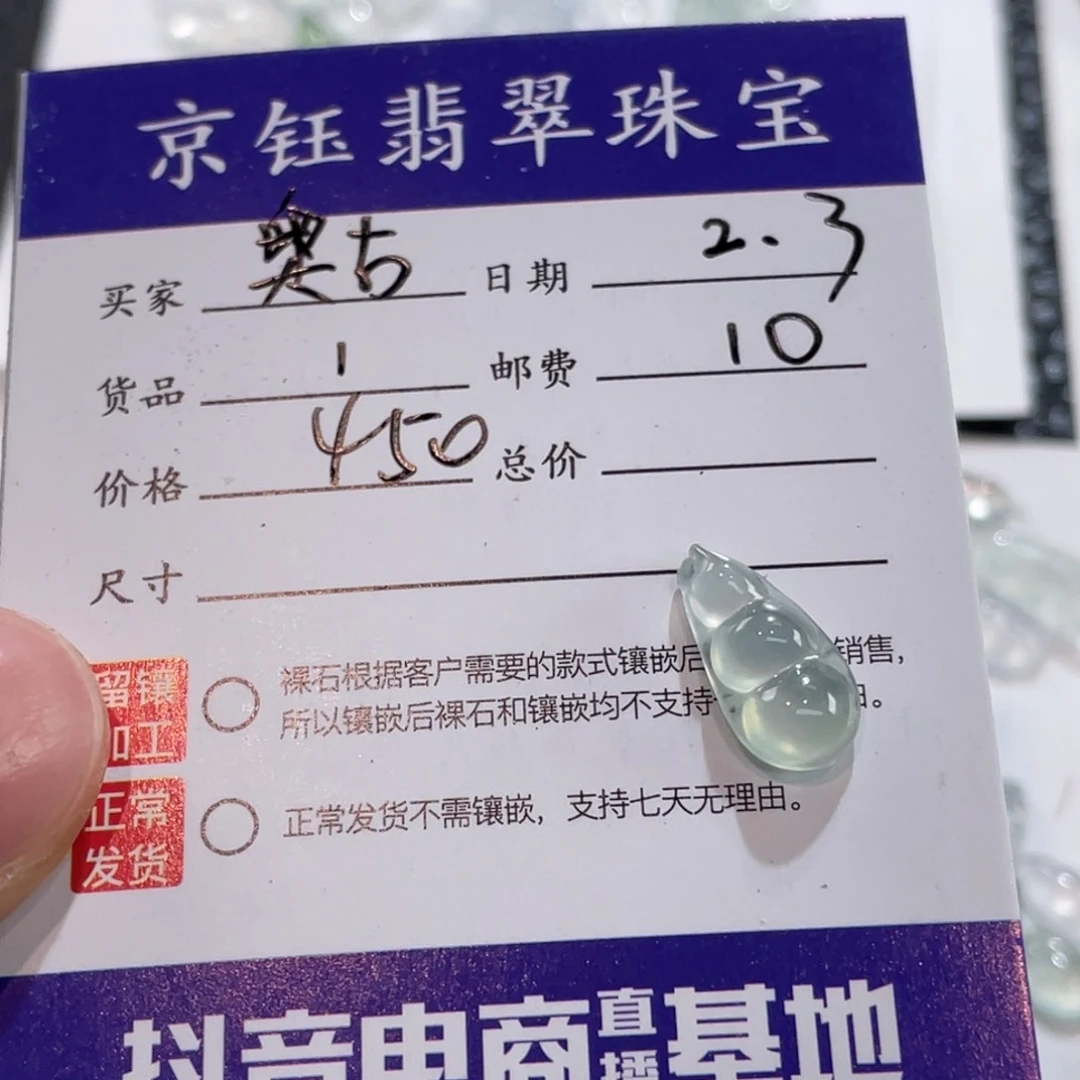 京钰翡翠珠宝
买家 奥古 日期 2.3
货品 1 邮费 10
价格 450 总价
尺寸
留镶
加工
裸石根据客户需要的款式镶嵌后 销售，
所以镶嵌后裸石和镶嵌均不支持 由。
正常
发货
正常发货不需镶嵌，支持七天无理由。
抖音电商直播基地